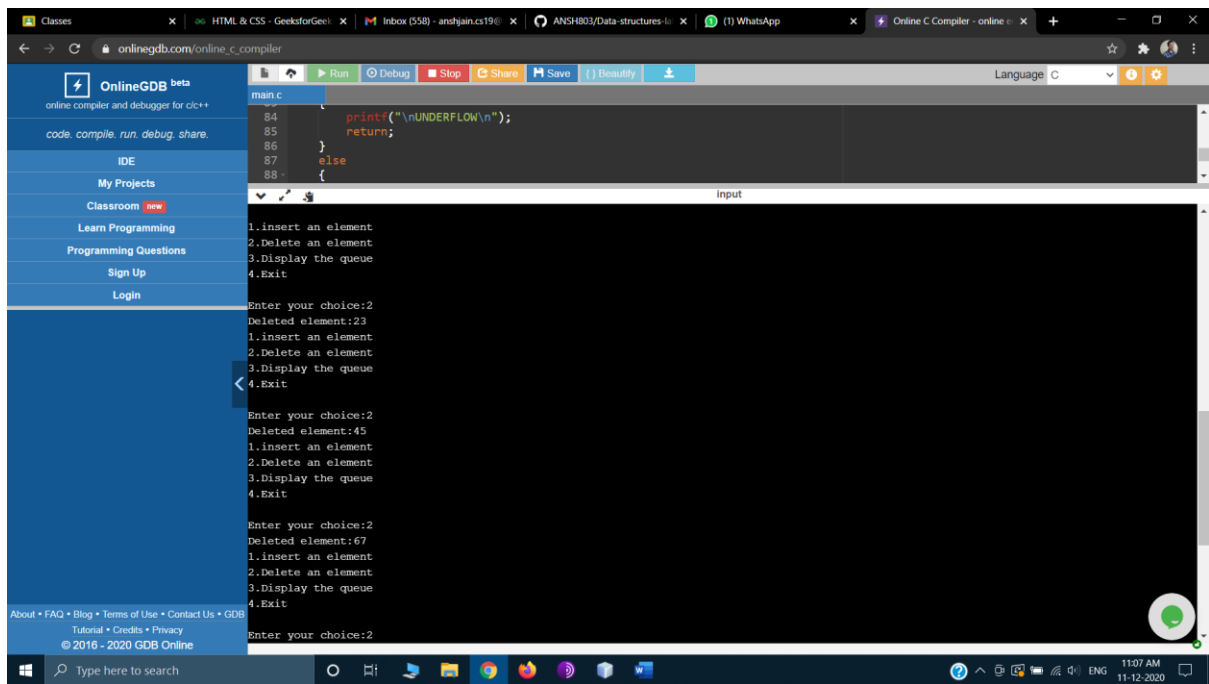 Classes
HTML & CSS - GeeksforGeek
Inbox (558) - anshjain.cs19@
ANSH803/Data-structures-la
(1) WhatsApp
Online C Compiler - online e
onlinegdb.com/online_c_compiler
OnlineGDB beta
online compiler and debugger for c/c++
code. compile. run. debug. share.
IDE
My Projects
Classroom new
Learn Programming
Programming Questions
Sign Up
Login
About • FAQ • Blog • Terms of Use • Contact Us • GDB
Tutorial • Credits • Privacy
© 2016 - 2020 GDB Online
Run Debug Stop Share Save { } Beautify
Language C
main.c
83 {
84 printf("\nUNDERFLOW\n");
85 return;
86 }
87 else
88 {
input
1.insert an element
2.Delete an element
3.Display the queue
4.Exit
Enter your choice:2
Deleted element:23
1.insert an element
2.Delete an element
3.Display the queue
4.Exit
Enter your choice:2
Deleted element:45
1.insert an element
2.Delete an element
3.Display the queue
4.Exit
Enter your choice:2
Deleted element:67
1.insert an element
2.Delete an element
3.Display the queue
4.Exit
Enter your choice:2
Type here to search
ENG
11:07 AM
11-12-2020